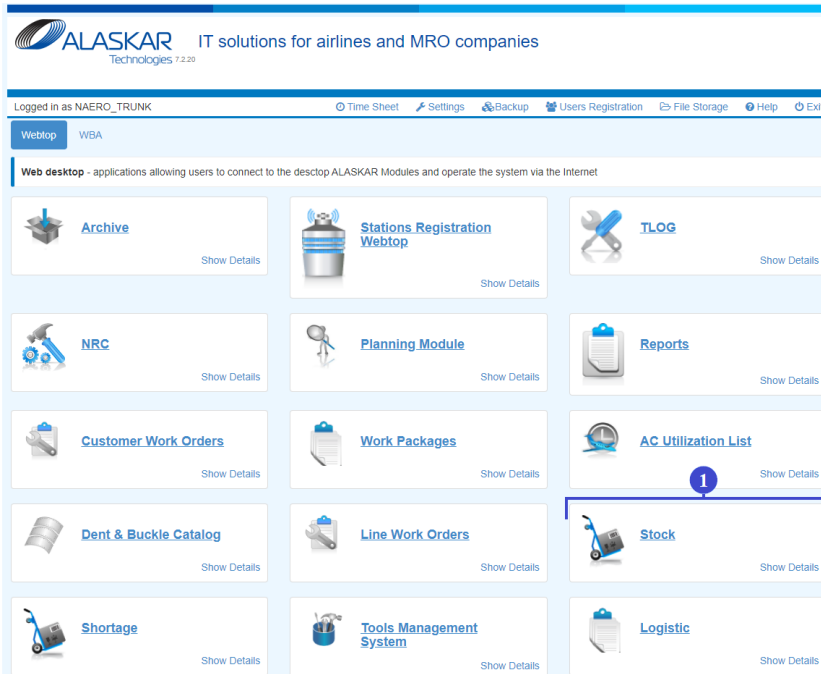 ALASKAR
Technologies 7.2.20
IT solutions for airlines and MRO companies
Logged in as NAERO_TRUNK
Time Sheet
Settings
Backup
Users Registration
File Storage
Help
Exi
Webtop
WBA
Web desktop - applications allowing users to connect to the desctop ALASKAR Modules and operate the system via the Internet
Archive
Show Details
Stations Registration
Webtop
Show Details
TLOG
Show Details
NRC
Show Details
Planning Module
Show Details
Reports
Show Details
Customer Work Orders
Show Details
Work Packages
Show Details
AC Utilization List
Show Details
1
Dent & Buckle Catalog
Show Details
Line Work Orders
Show Details
Stock
Show Details
Shortage
Show Details
Tools Management
System
Show Details
Logistic
Show Details